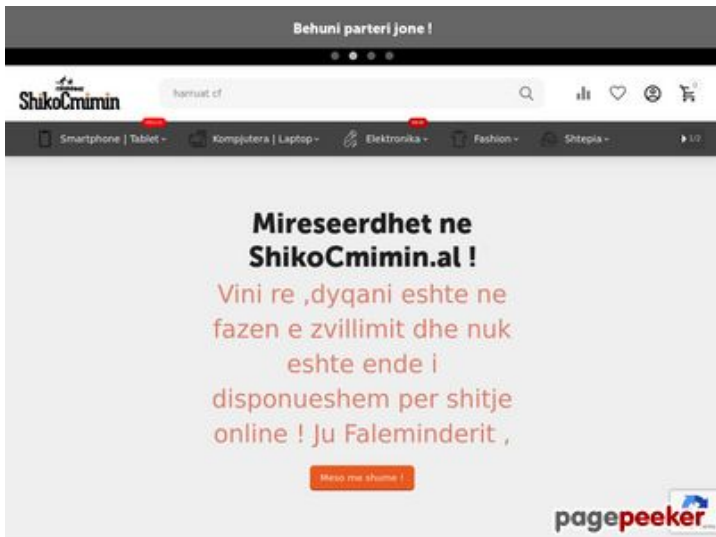 Behuni parteri jone !
ShikoCmimin
harruat cf
Smartphone | Tablet
Kompjutera | Laptop
Elektronika
Fashion
Shtepia
1/2
Mireseerdhet ne
ShikoCmimin.al !
Vini re ,dyqani eshte ne
fazen e zvillimit dhe nuk
eshte ende i
disponueshem per shitje
online ! Ju Faleminderit ,
Meso me shume !
pagepeeker